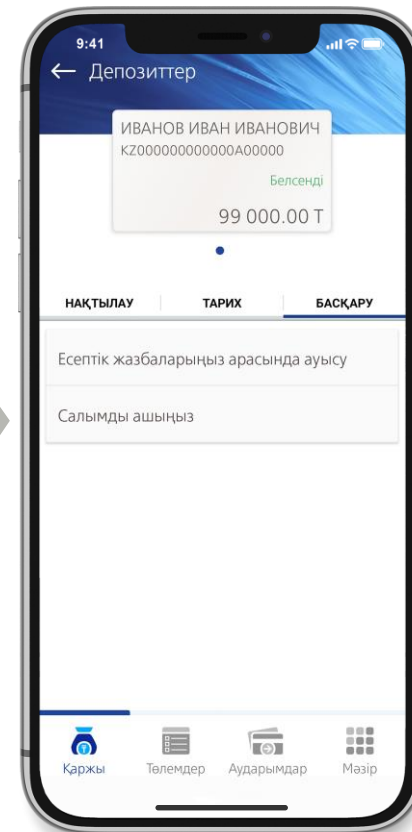 9:41
Депозиттер
ИВАНОВ ИВАН ИВАНОВИЧ
KZ000000000000A00000
Белсенді
99 000.00 Т
НАҚТЫЛАУ ТАРИХ БАСҚАРУ
Есептік жазбаларыңыз арасында ауысу
Салымды ашыңыз
Қаржы Төлемдер Аударымдар Мәзір